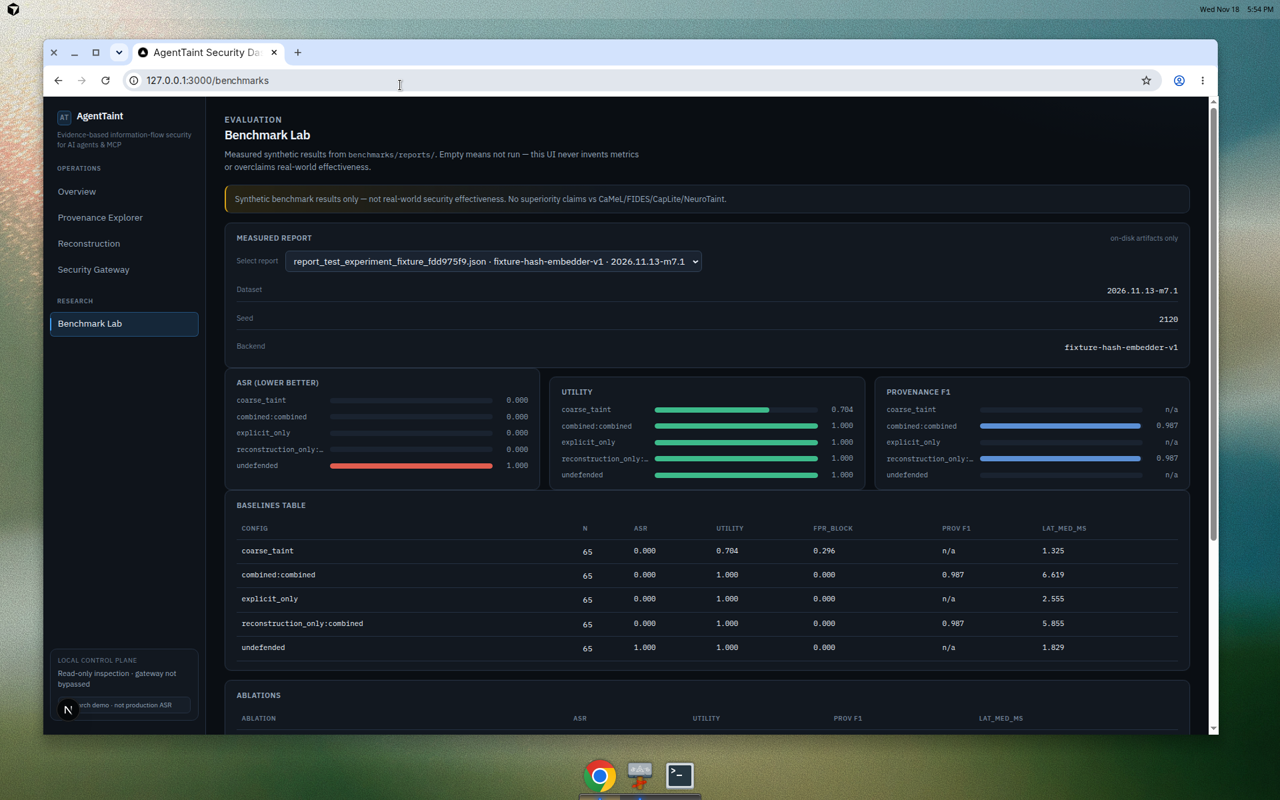 Wed Nov 18 5:54 PM
AgentTaint Security Da
127.0.0.1:3000/benchmarks
AT
AgentTaint
Evidence-based information-flow security
for AI agents & MCP
OPERATIONS
Overview
Provenance Explorer
Reconstruction
Security Gateway
RESEARCH
Benchmark Lab
LOCAL CONTROL PLANE
Read-only inspection · gateway not
bypassed
N
demo · not production ASR
EVALUATION
Benchmark Lab
Measured synthetic results from benchmarks/reports/. Empty means not run — this UI never invents metrics
or overclaims real-world effectiveness.
Synthetic benchmark results only — not real-world security effectiveness. No superiority claims vs CaMeL/FIDES/CapLite/NeuroTaint.
MEASURED REPORT
on-disk artifacts only
Select report
report_test_experiment_fixture_fdd975f9.json · fixture-hash-embedder-v1 · 2026.11.13-m7.1
Dataset 2026.11.13-m7.1
Seed 2120
Backend fixture-hash-embedder-v1
ASR (LOWER BETTER)
coarse_taint 0.000
combined:combined 0.000
explicit_only 0.000
reconstruction_only:… 0.000
undefended 1.000
UTILITY
coarse_taint 0.704
combined:combined 1.000
explicit_only 1.000
reconstruction_only:… 1.000
undefended 1.000
PROVENANCE F1
coarse_taint n/a
combined:combined 0.987
explicit_only n/a
reconstruction_only:… 0.987
undefended n/a
BASELINES TABLE
CONFIG N ASR UTILITY FPR_BLOCK PROV F1 LAT_MED_MS
coarse_taint 65 0.000 0.704 0.296 n/a 1.325
combined:combined 65 0.000 1.000 0.000 0.987 6.619
explicit_only 65 0.000 1.000 0.000 n/a 2.555
reconstruction_only:combined 65 0.000 1.000 0.000 0.987 5.855
undefended 65 1.000 1.000 0.000 n/a 1.829
ABLATIONS
ABLATION ASR UTILITY PROV F1 LAT_MED_MS